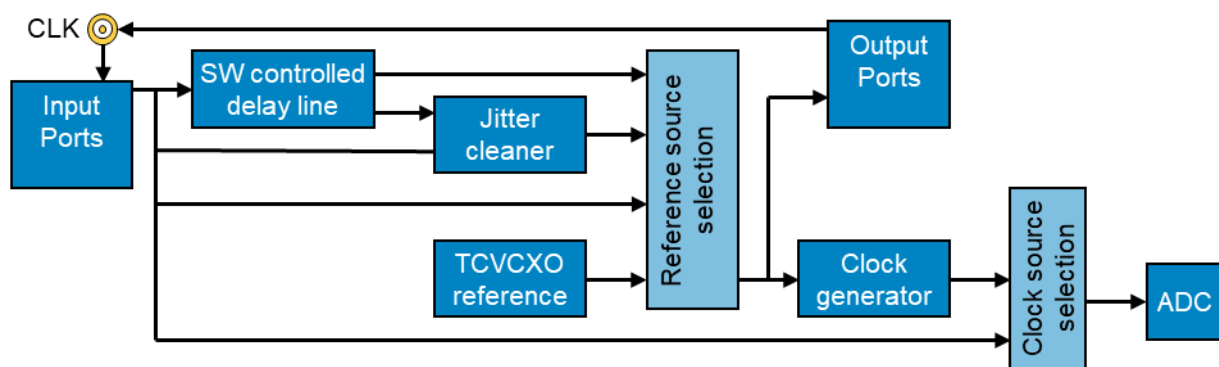 CLK
Input
Ports
SW controlled
delay line
Jitter
cleaner
TCVCXO
reference
Reference source
selection
Output
Ports
Clock
generator
Clock source
selection
ADC